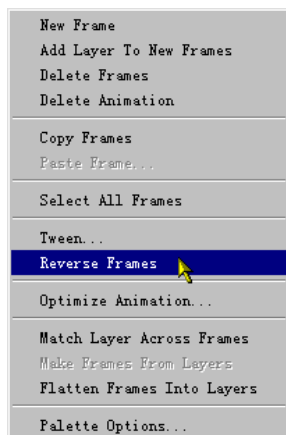 New Frame
Add Layer To New Frames
Delete Frames
Delete Animation
Copy Frames
Paste Frame...
Select All Frames
Tween...
Reverse Frames
Optimize Animation...
Match Layer Across Frames
Make Frames From Layers
Flatten Frames Into Layers
Palette Options...